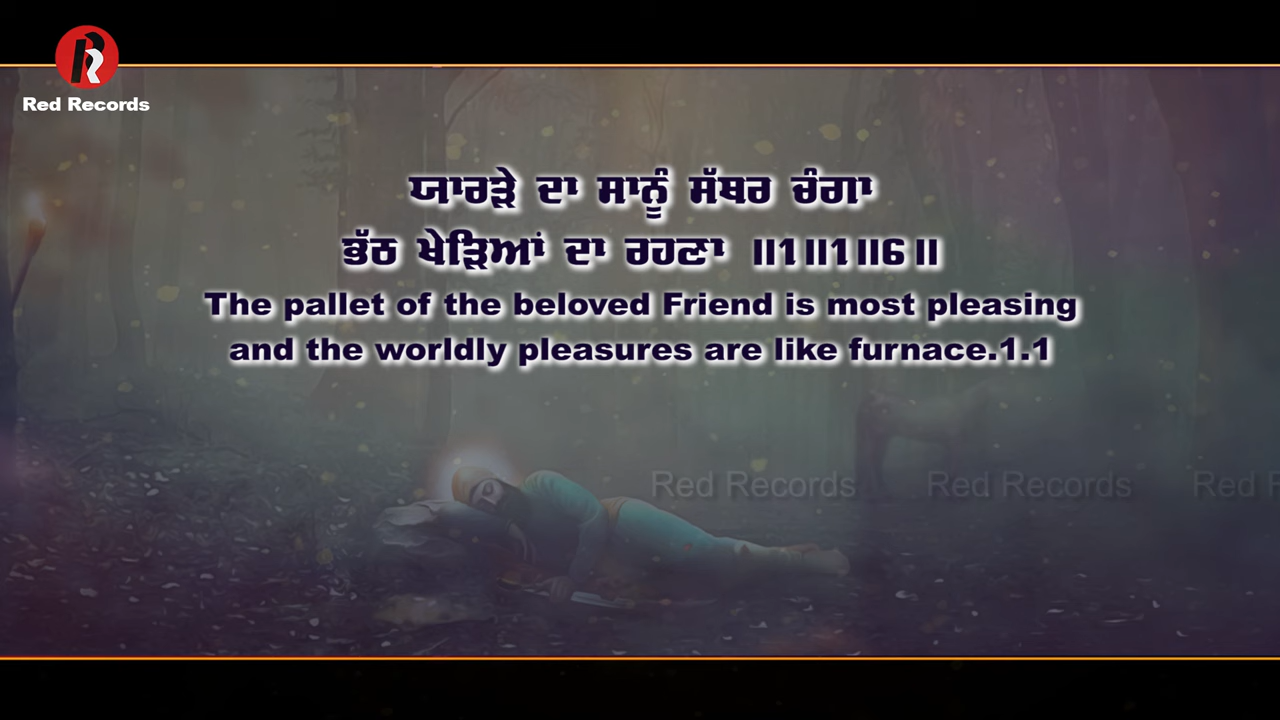 Red Records
ਯਾਰੜੇ ਦਾ ਸਾਨੂੰ ਸੱਥਰ ਚੰਗਾ
ਭੱਠ ਖੇੜਿਆਂ ਦਾ ਰਹਣਾ ॥1॥1॥6॥
The pallet of the beloved Friend is most pleasing
and the worldly pleasures are like furnace.1.1
Red Records Red Records Red R